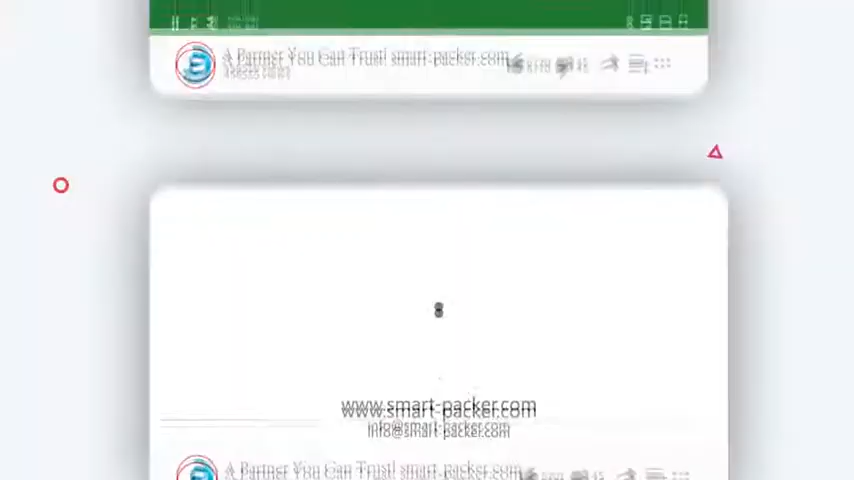 A Partner You Can Trust! smart-packer.com
www.smart-packer.com
info@smart-packer.com
A Partner You Can Trust! smart-packer.com